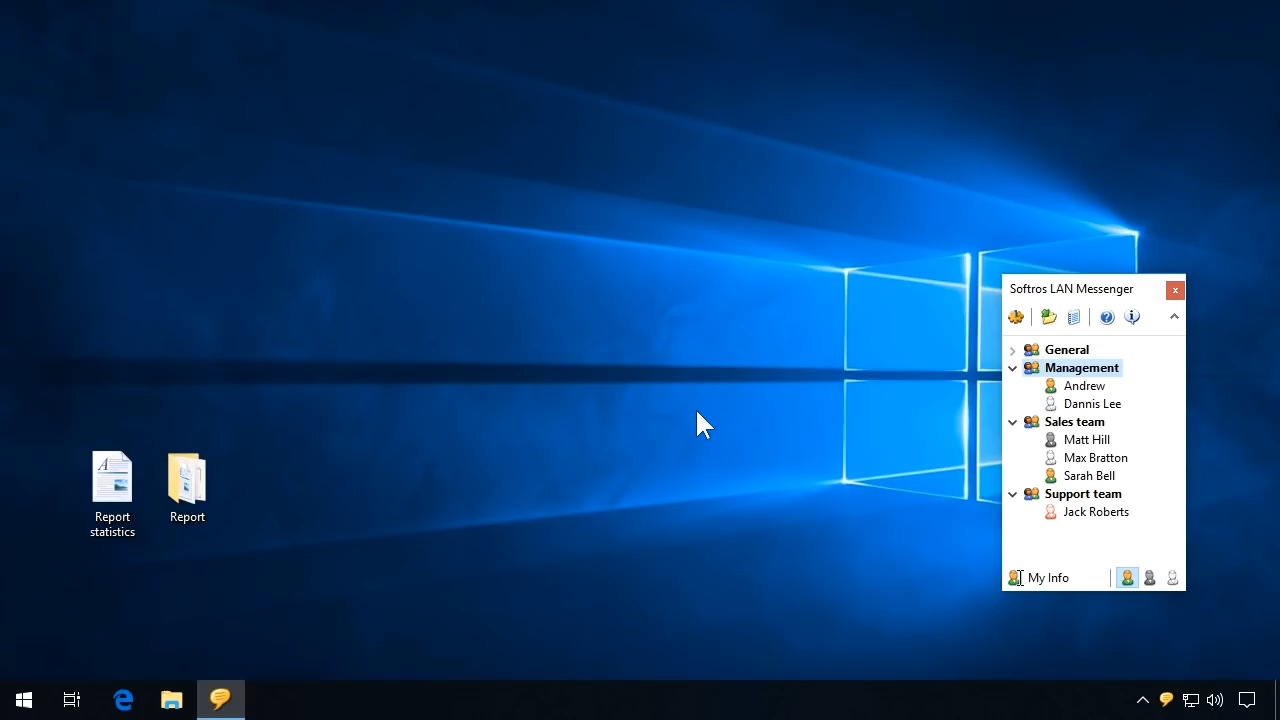 Softros LAN Messenger
General
Management
Andrew
Dannis Lee
Sales team
Matt Hill
Max Bratton
Sarah Bell
Support team
Jack Roberts
My Info
Report
statistics
Report